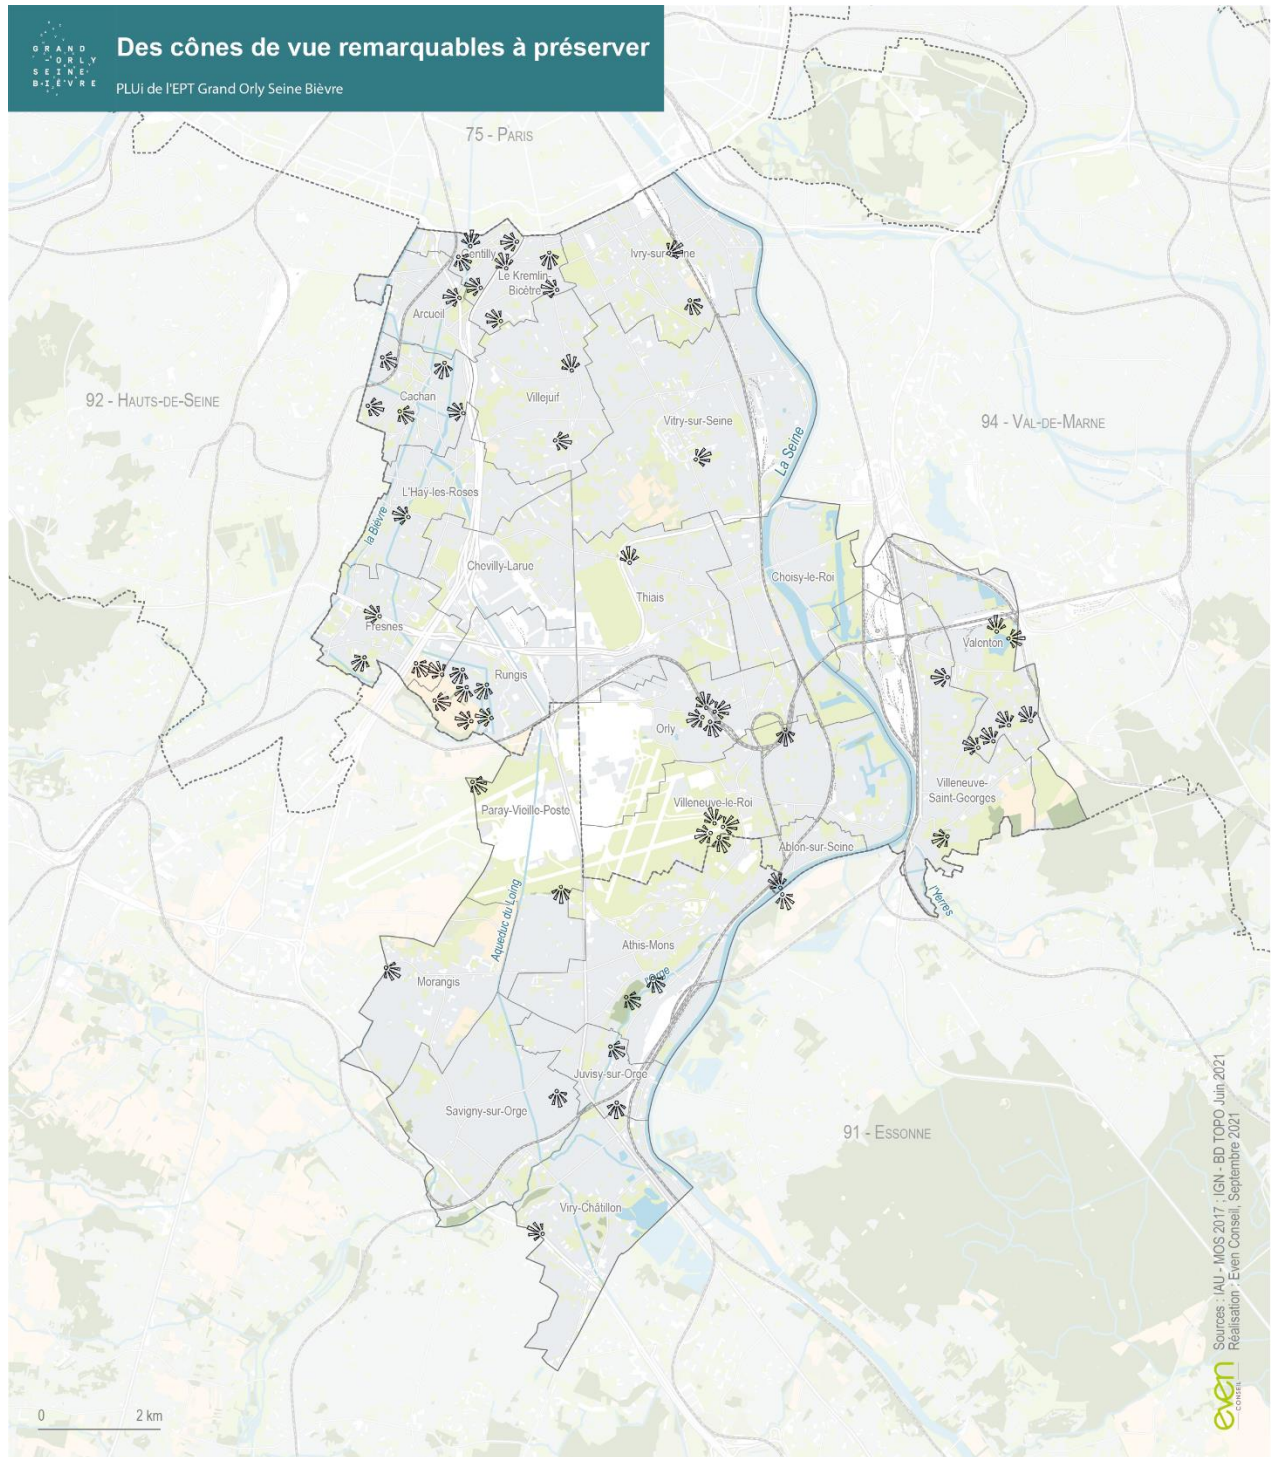 GRAND
-ORLY
SEINE
BIÈVRE
Des cônes de vue remarquables à préserver
PLUi de l'EPT Grand Orly Seine Bièvre
75 - PARIS
Gentilly
Ivry-sur-Seine
Le Kremlin-
Bicêtre
Arcueil
92 - HAUTS-DE-SEINE
Cachan
Villejuif
Vitry-sur-Seine
94 - VAL-DE-MARNE
La Seine
L'Haÿ-les-Roses
la Bièvre
Chevilly-Larue
Choisy-le-Roi
Thiais
Fresnes
Valenton
Rungis
Orly
Villeneuve-
Saint-Georges
Paray-Vieille-Poste
Villeneuve-le-Roi
Ablon-sur-Seine
l'Yerres
Aqueduc du Loing
Athis-Mons
l'Orge
Morangis
Juvisy-sur-Orge
Savigny-sur-Orge
91 - ESSONNE
Viry-Châtillon
Sources : IAU - MOS 2017 ; IGN - BD TOPO Juin 2021
Réalisation : Even Conseil, Septembre 2021
even
CONSEIL
0 2 km